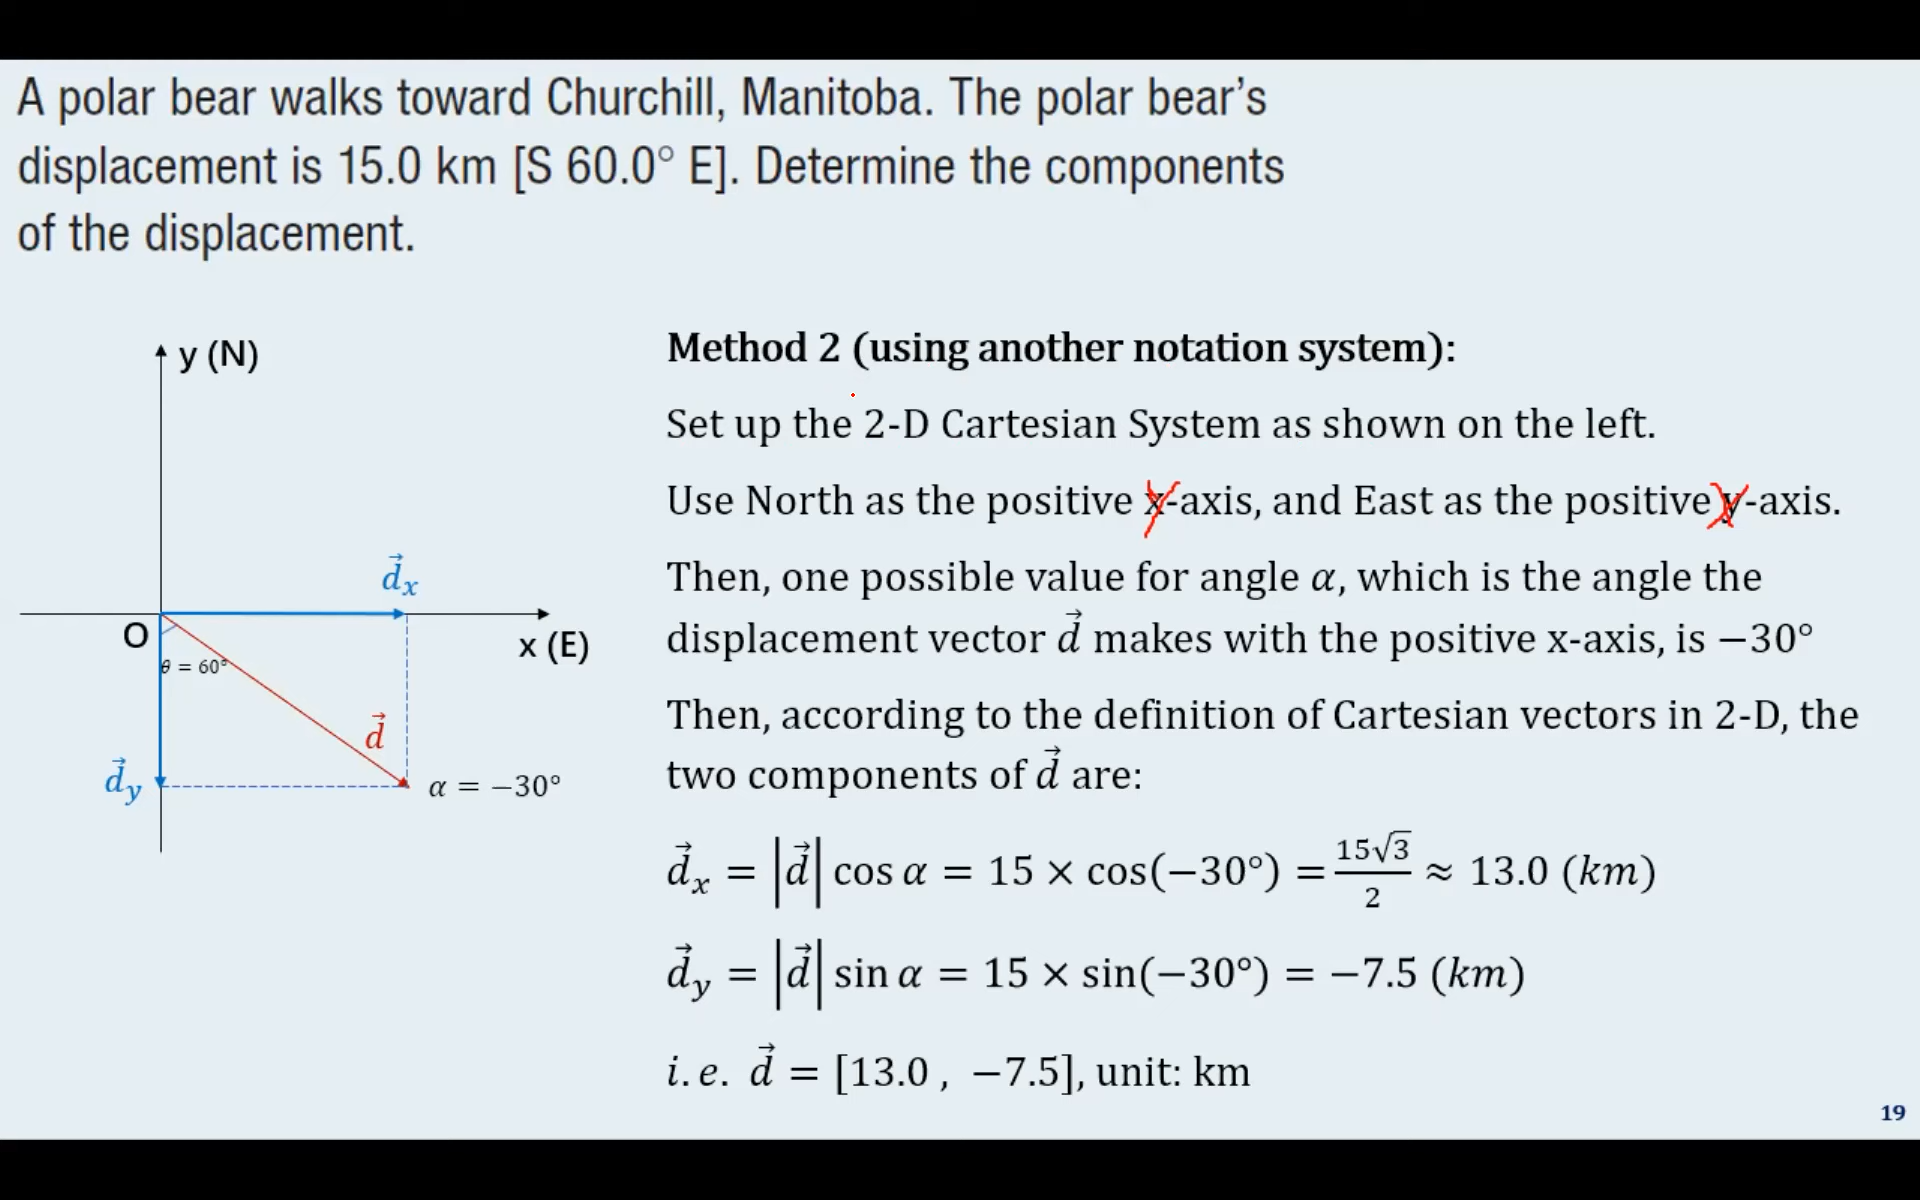 A polar bear walks toward Churchill, Manitoba. The polar bear’s
displacement is 15.0 km [S 60.0° E]. Determine the components
of the displacement.
y (N)
d⃗ₓ
O
x (E)
θ = 60°
d⃗
d⃗_y
α = −30°
Method 2 (using another notation system):
Set up the 2-D Cartesian System as shown on the left.
Use North as the positive y-axis, and East as the positive x-axis.
Then, one possible value for angle α, which is the angle the
displacement vector d⃗ makes with the positive x-axis, is −30°
Then, according to the definition of Cartesian vectors in 2-D, the
two components of d⃗ are:
d⃗ₓ = |d⃗| cos α = 15 × cos(−30°) = 15√3/2 ≈ 13.0 (km)
d⃗_y = |d⃗| sin α = 15 × sin(−30°) = −7.5 (km)
i.e. d⃗ = [13.0 , −7.5], unit: km
19